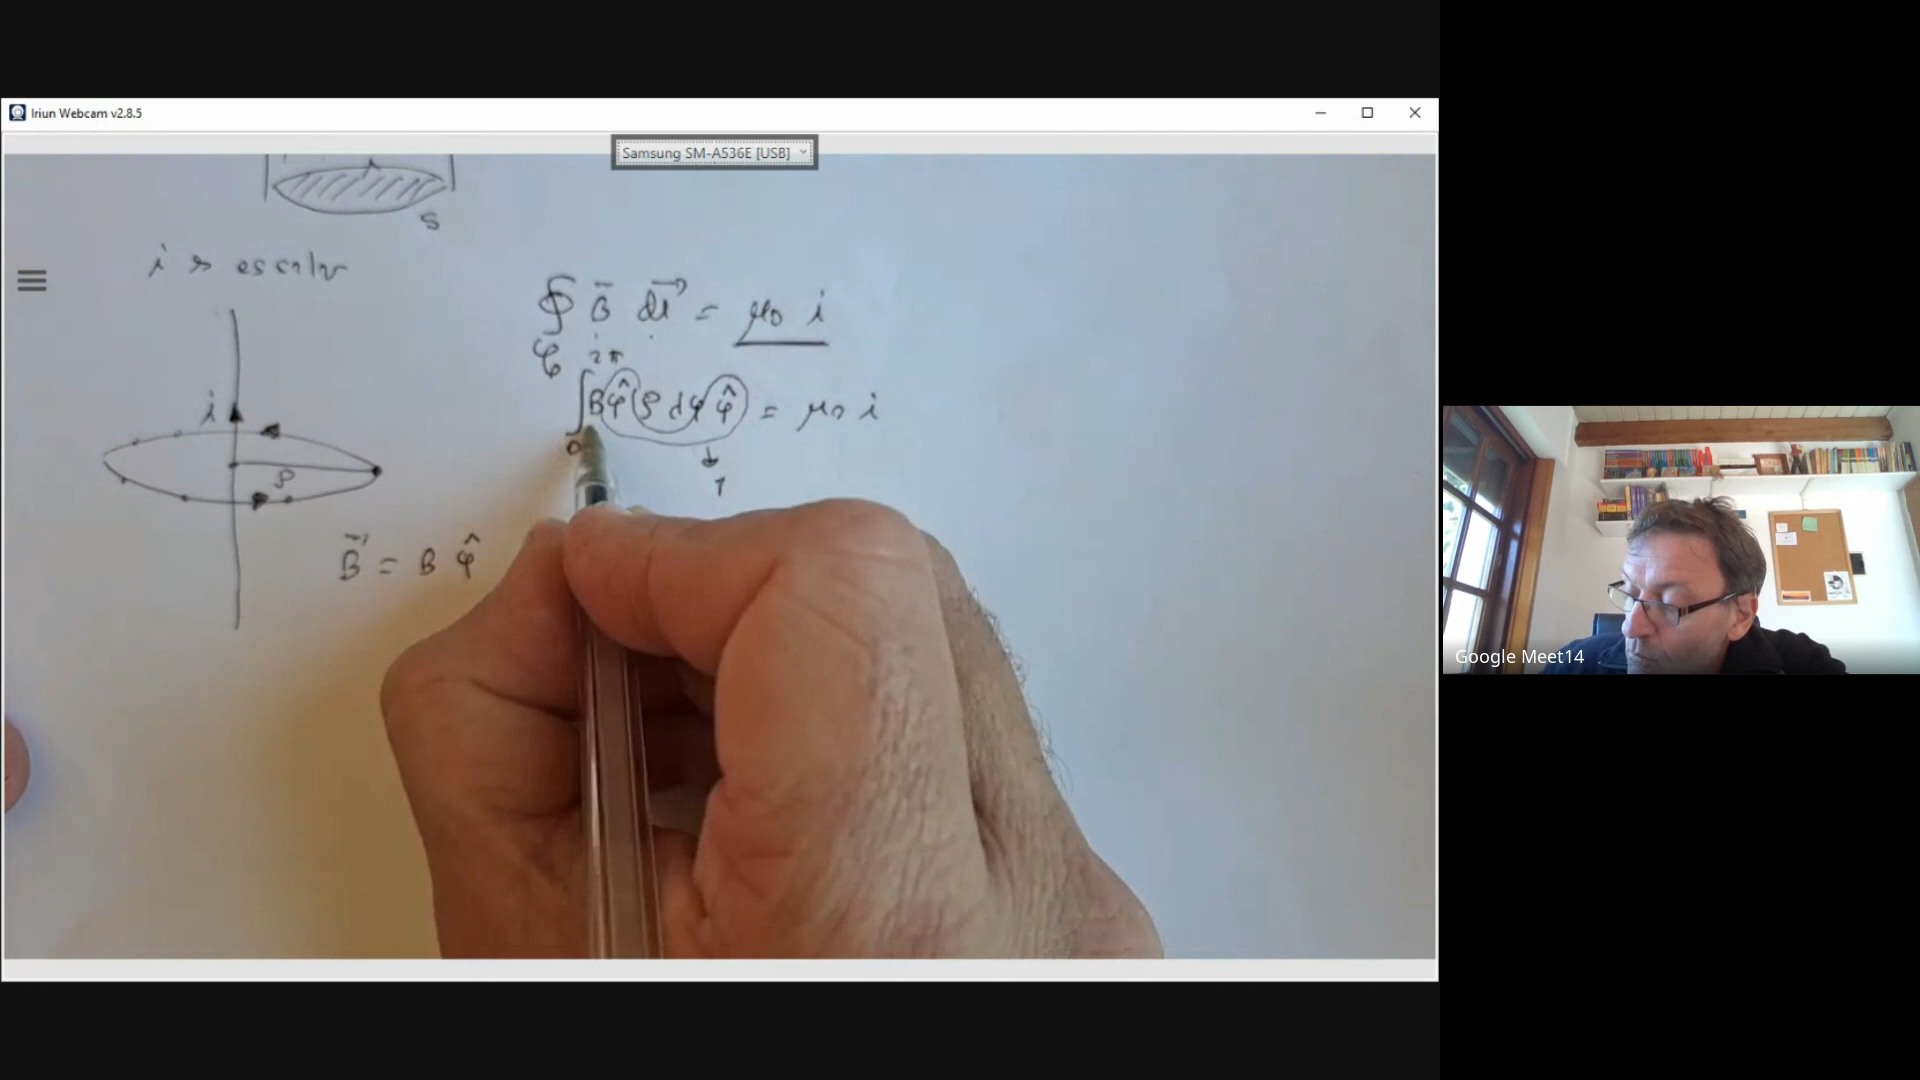 Iriun Webcam v2.8.5
Samsung SM-A536E [USB]
S
i es escalar
∮ B⃗ dl⃗ = μ₀ i
φ 2π
∫ B φ̂ (ρ dφ φ̂) = μ₀ i
0
1
i
ρ
B⃗ = B φ̂
Google Meet14